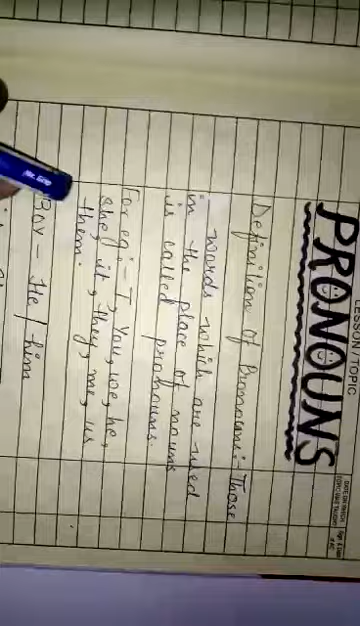 LESSON TOPIC
PRONOUNS
Definition of Pronouns:- Those
words which are used
in the place of nouns
is called pronouns.
For eg:- I, You, we, he,
she, it, they, me, us
them.
Boy - He/him